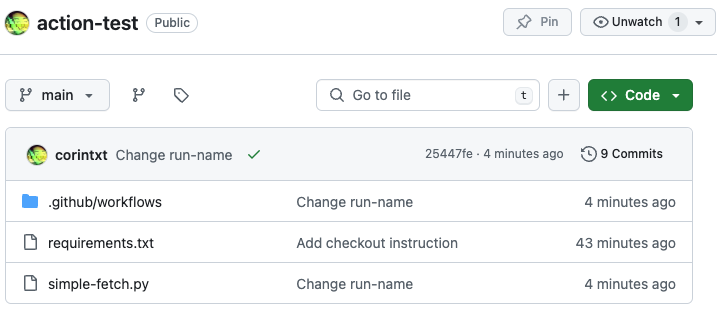 action-test Public Pin Unwatch 1
main Go to file t Code
corintxt Change run-name 25447fe · 4 minutes ago 9 Commits
.github/workflows Change run-name 4 minutes ago
requirements.txt Add checkout instruction 43 minutes ago
simple-fetch.py Change run-name 4 minutes ago